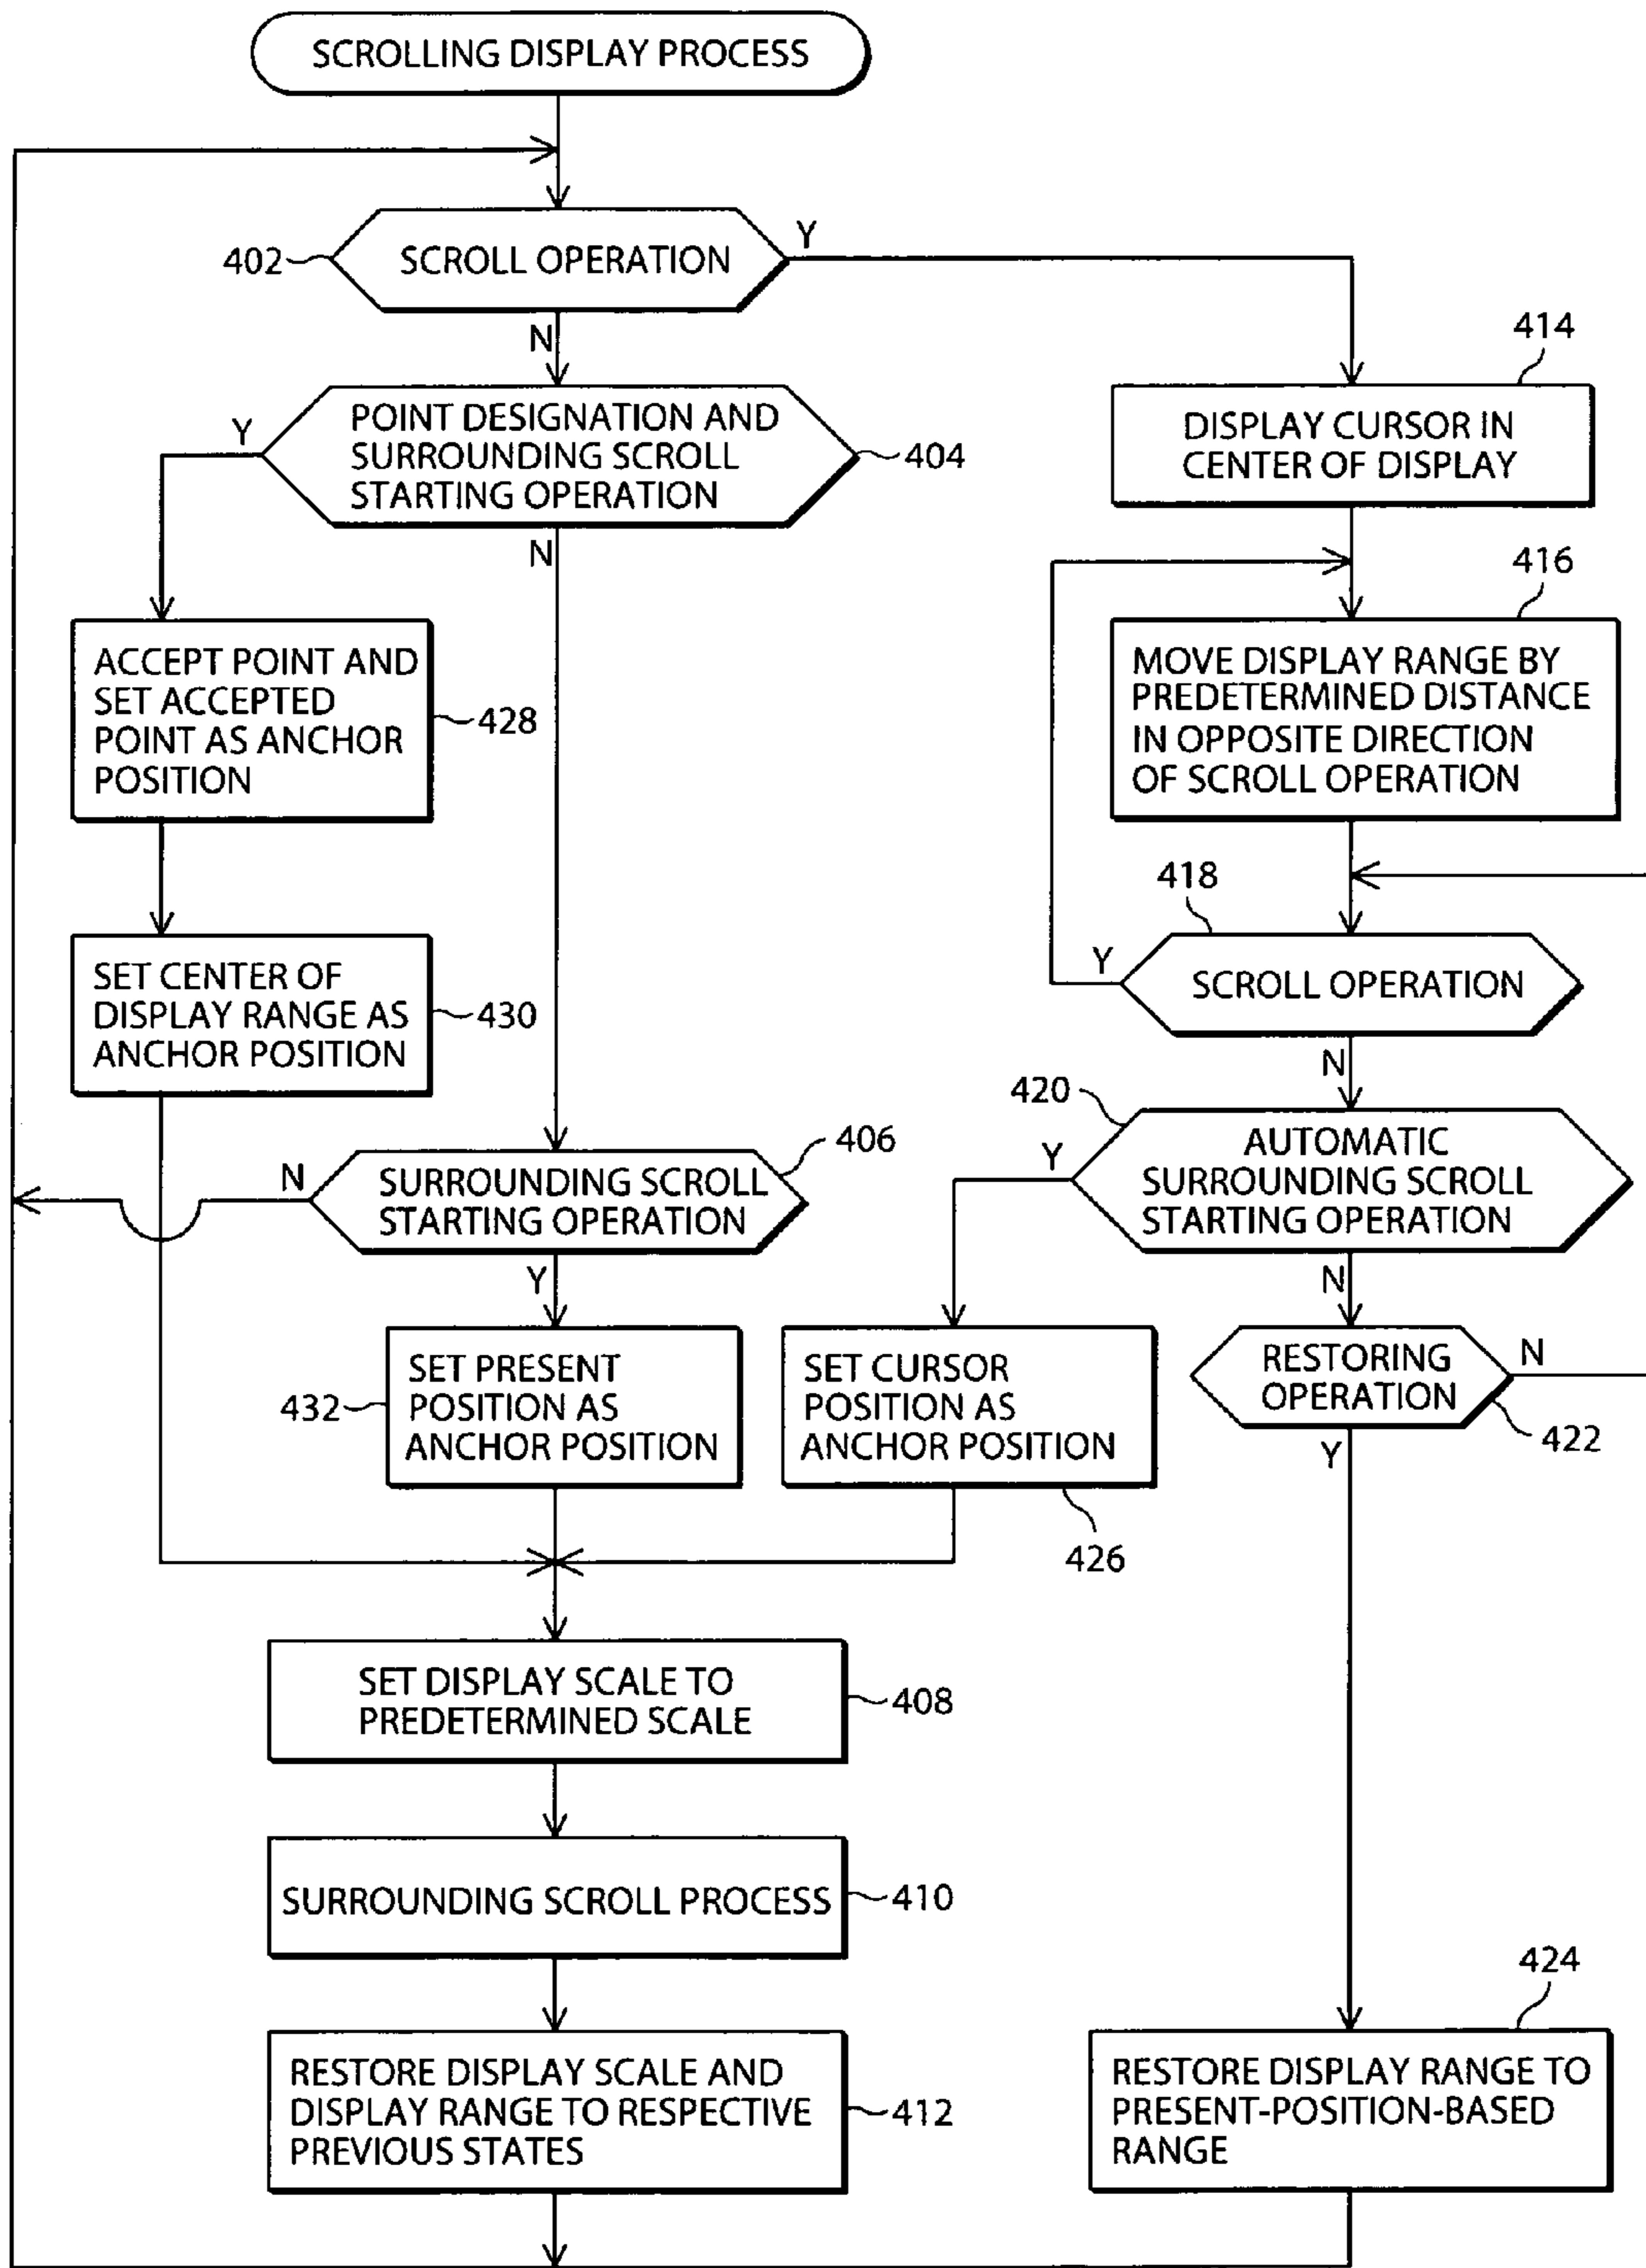 SCROLLING DISPLAY PROCESS
402
SCROLL OPERATION
Y
N
414
DISPLAY CURSOR IN
CENTER OF DISPLAY
Y
POINT DESIGNATION AND
SURROUNDING SCROLL
STARTING OPERATION
404
N
416
MOVE DISPLAY RANGE BY
PREDETERMINED DISTANCE
IN OPPOSITE DIRECTION
OF SCROLL OPERATION
ACCEPT POINT AND
SET ACCEPTED
POINT AS ANCHOR
POSITION
428
418
Y
SCROLL OPERATION
N
SET CENTER OF
DISPLAY RANGE AS
ANCHOR POSITION
430
420
Y
AUTOMATIC
SURROUNDING SCROLL
STARTING OPERATION
N
406
N
SURROUNDING SCROLL
STARTING OPERATION
Y
432
SET PRESENT
POSITION AS
ANCHOR POSITION
SET CURSOR
POSITION AS
ANCHOR POSITION
426
RESTORING
OPERATION
N
422
Y
SET DISPLAY SCALE TO
PREDETERMINED SCALE
408
SURROUNDING SCROLL PROCESS
410
RESTORE DISPLAY SCALE AND
DISPLAY RANGE TO RESPECTIVE
PREVIOUS STATES
412
424
RESTORE DISPLAY RANGE TO
PRESENT-POSITION-BASED
RANGE